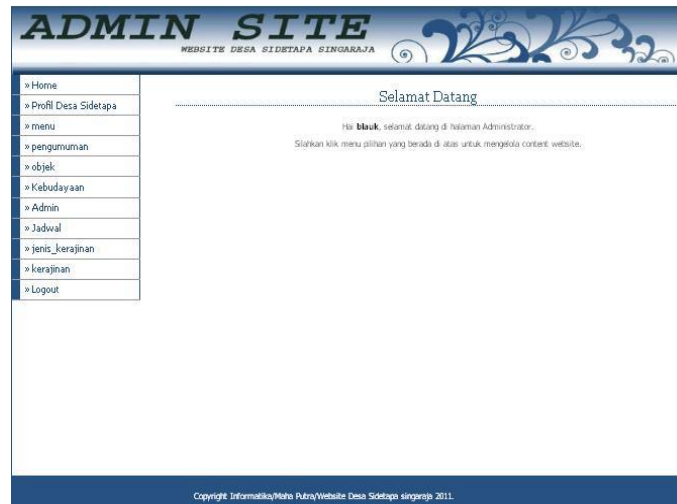 ADMIN SITE
WEBSITE DESA SIDETAPA SINGARAJA
» Home
» Profil Desa Sidetapa
» menu
» pengumuman
» objek
» Kebudayaan
» Admin
» Jadwal
» jenis_kerajinan
» kerajinan
» Logout
Selamat Datang
Hai blauk, selamat datang di halaman Administrator.
Silahkan klik menu pilihan yang berada di atas untuk mengelola content website.
Copyright Informatika/Maha Putra/Website Desa Sidetapa singaraja 2011.